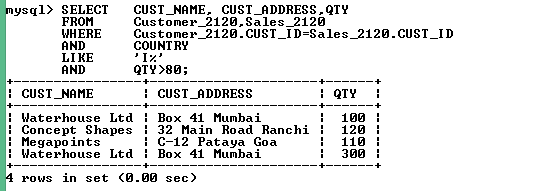 mysql> SELECT CUST_NAME, CUST_ADDRESS,QTY
FROM Customer_2120,Sales_2120
WHERE Customer_2120.CUST_ID=Sales_2120.CUST_ID
AND COUNTRY
LIKE 'I%'
AND QTY>80;
+------------------+---------------------+------+
| CUST_NAME | CUST_ADDRESS | QTY |
+------------------+---------------------+------+
| Waterhouse Ltd | Box 41 Mumbai | 100 |
| Concept Shapes | 32 Main Road Ranchi | 120 |
| Megapoints | C-12 Pataya Goa | 110 |
| Waterhouse Ltd | Box 41 Mumbai | 300 |
+------------------+---------------------+------+
4 rows in set (0.00 sec)